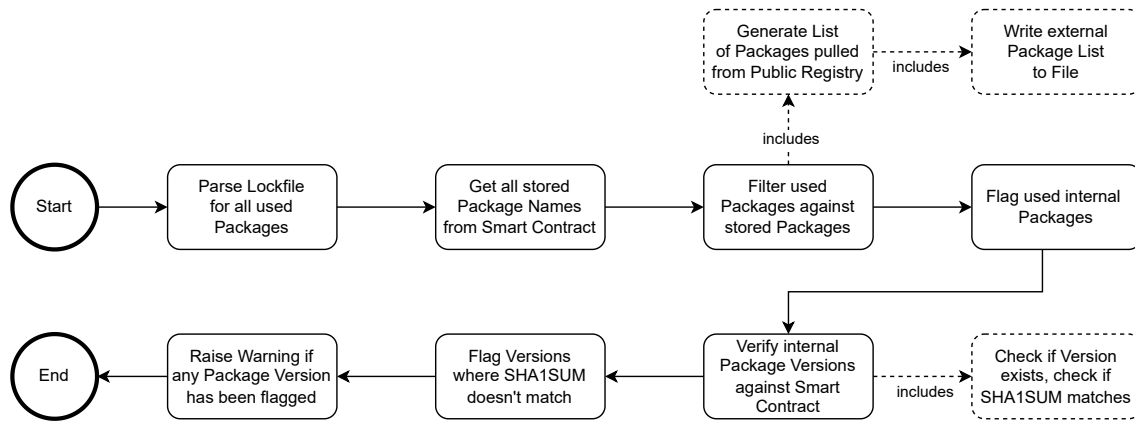 Generate List
of Packages pulled
from Public Registry
includes
Write external
Package List
to File
includes
Start
Parse Lockfile
for all used
Packages
Get all stored
Package Names
from Smart Contract
Filter used
Packages against
stored Packages
Flag used internal
Packages
End
Raise Warning if
any Package Version
has been flagged
Flag Versions
where SHA1SUM
doesn't match
Verify internal
Package Versions
against Smart
Contract
includes
Check if Version
exists, check if
SHA1SUM matches